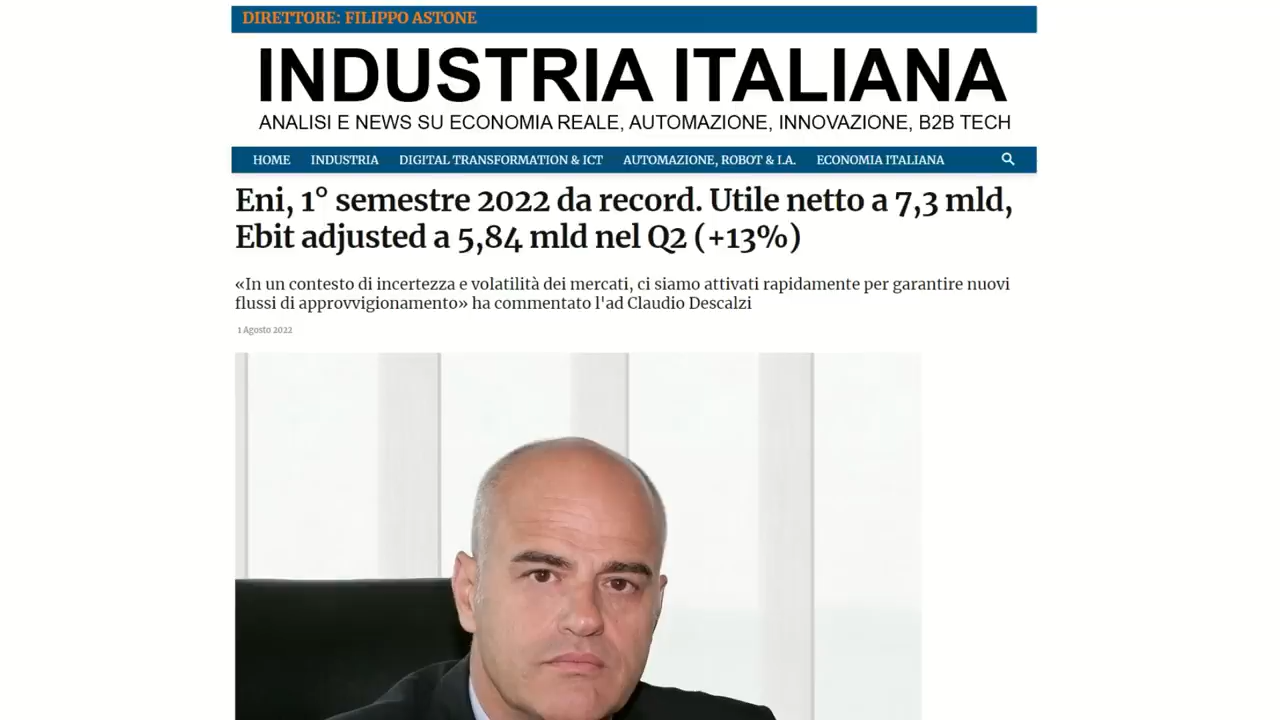 DIRETTORE: FILIPPO ASTONE
INDUSTRIA ITALIANA
ANALISI E NEWS SU ECONOMIA REALE, AUTOMAZIONE, INNOVAZIONE, B2B TECH
HOME INDUSTRIA DIGITAL TRANSFORMATION & ICT AUTOMAZIONE, ROBOT & I.A. ECONOMIA ITALIANA
Eni, 1° semestre 2022 da record. Utile netto a 7,3 mld,
Ebit adjusted a 5,84 mld nel Q2 (+13%)
«In un contesto di incertezza e volatilità dei mercati, ci siamo attivati rapidamente per garantire nuovi
flussi di approvvigionamento» ha commentato l'ad Claudio Descalzi
1 Agosto 2022